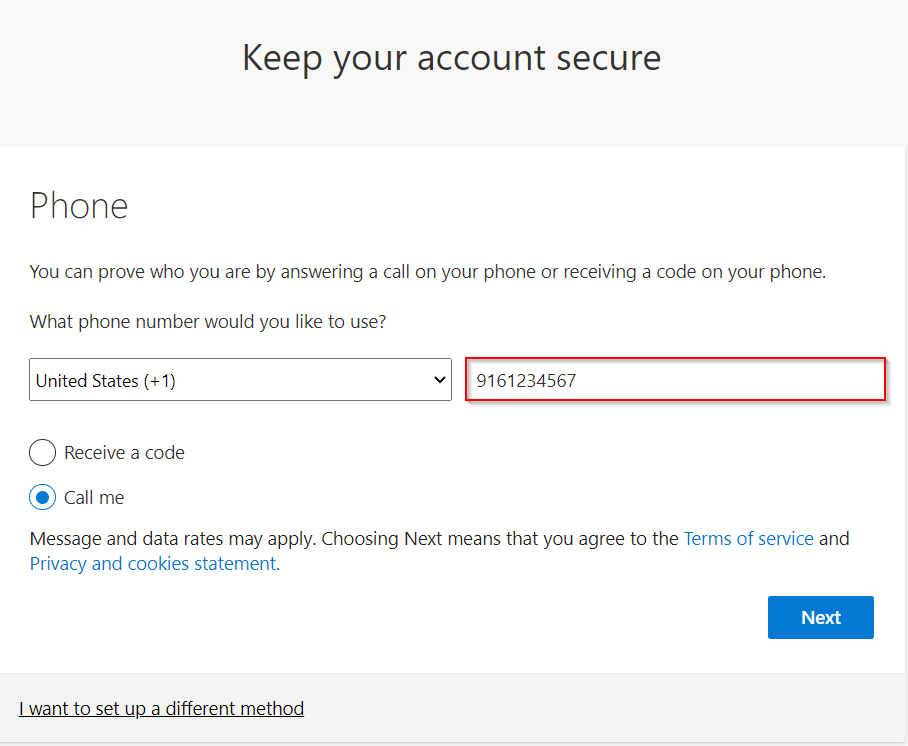 Keep your account secure
Phone
You can prove who you are by answering a call on your phone or receiving a code on your phone.
What phone number would you like to use?
United States (+1)
9161234567
Receive a code
Call me
Message and data rates may apply. Choosing Next means that you agree to the Terms of service and
Privacy and cookies statement.
Next
I want to set up a different method